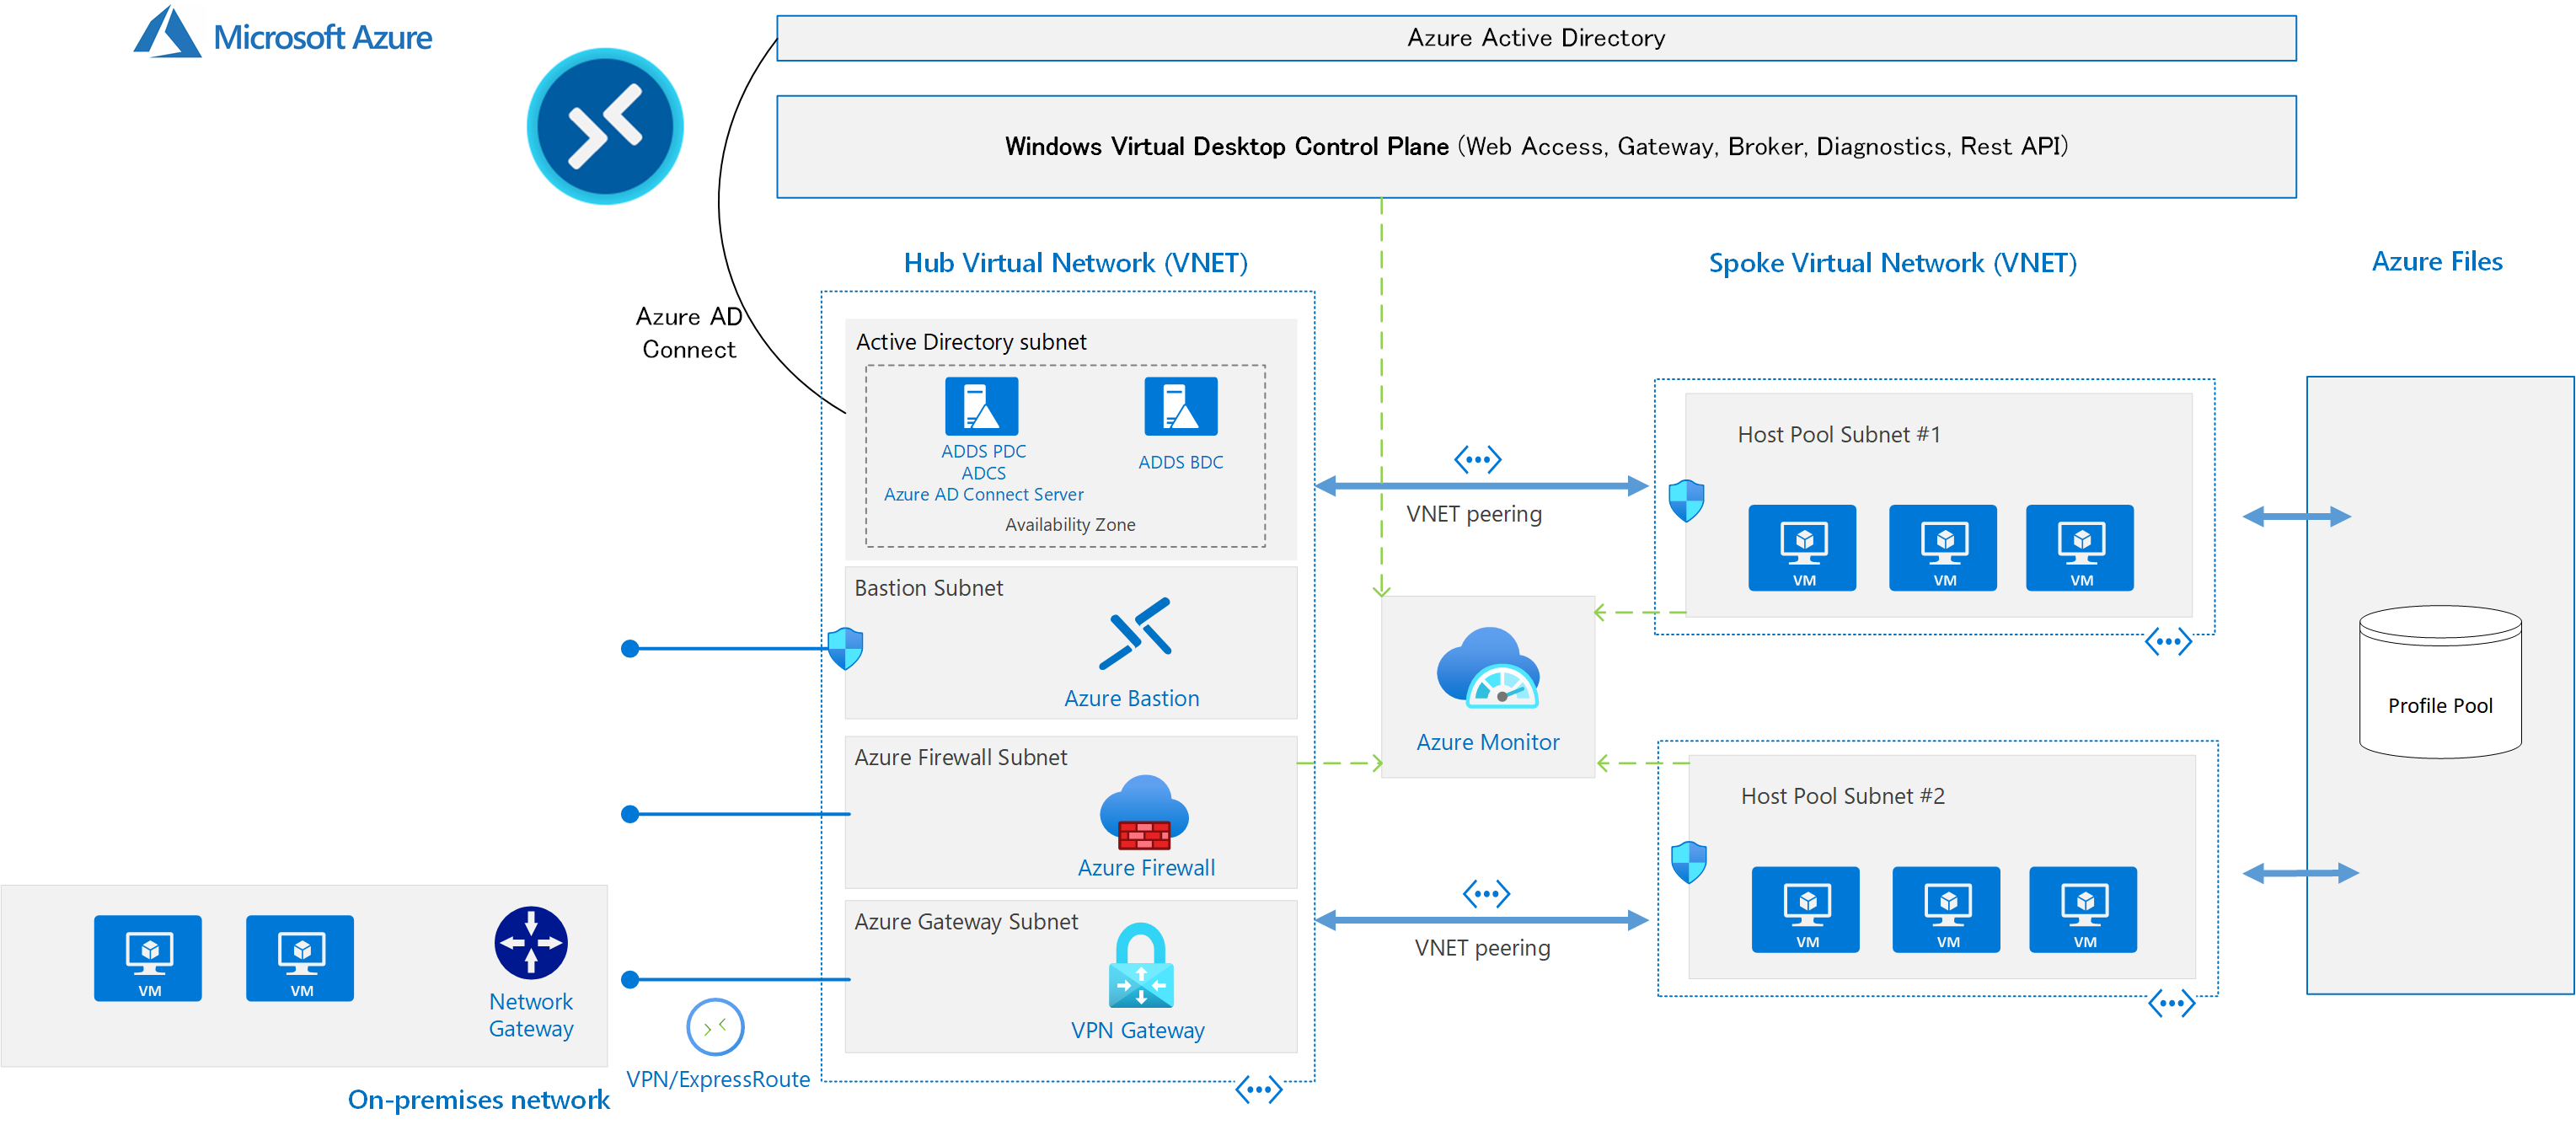 Microsoft Azure
Azure Active Directory
Windows Virtual Desktop Control Plane (Web Access, Gateway, Broker, Diagnostics, Rest API)
Hub Virtual Network (VNET)
Spoke Virtual Network (VNET)
Azure Files
Azure AD
Connect
Active Directory subnet
ADDS PDC
ADCS
Azure AD Connect Server
ADDS BDC
Availability Zone
Bastion Subnet
Azure Bastion
Azure Firewall Subnet
Azure Firewall
Azure Gateway Subnet
VPN Gateway
VNET peering
VNET peering
Azure Monitor
Host Pool Subnet #1
VM
VM
VM
Host Pool Subnet #2
VM
VM
VM
Profile Pool
VM
VM
Network
Gateway
VPN/ExpressRoute
On-premises network